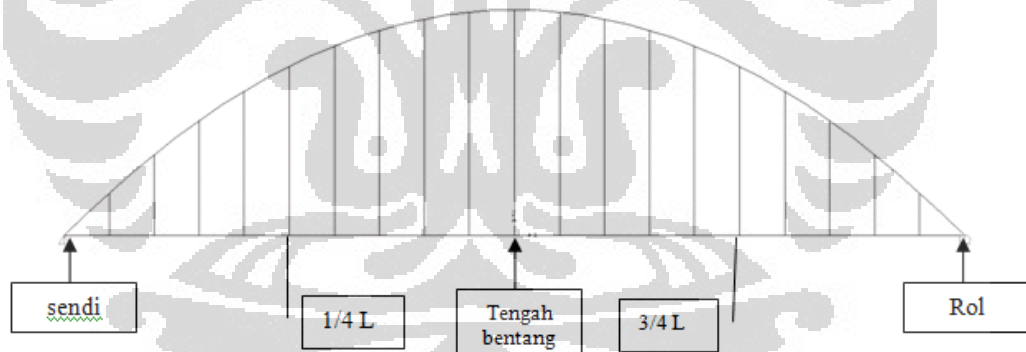 sendi
1/4 L
Tengah
bentang
3/4 L
Rol